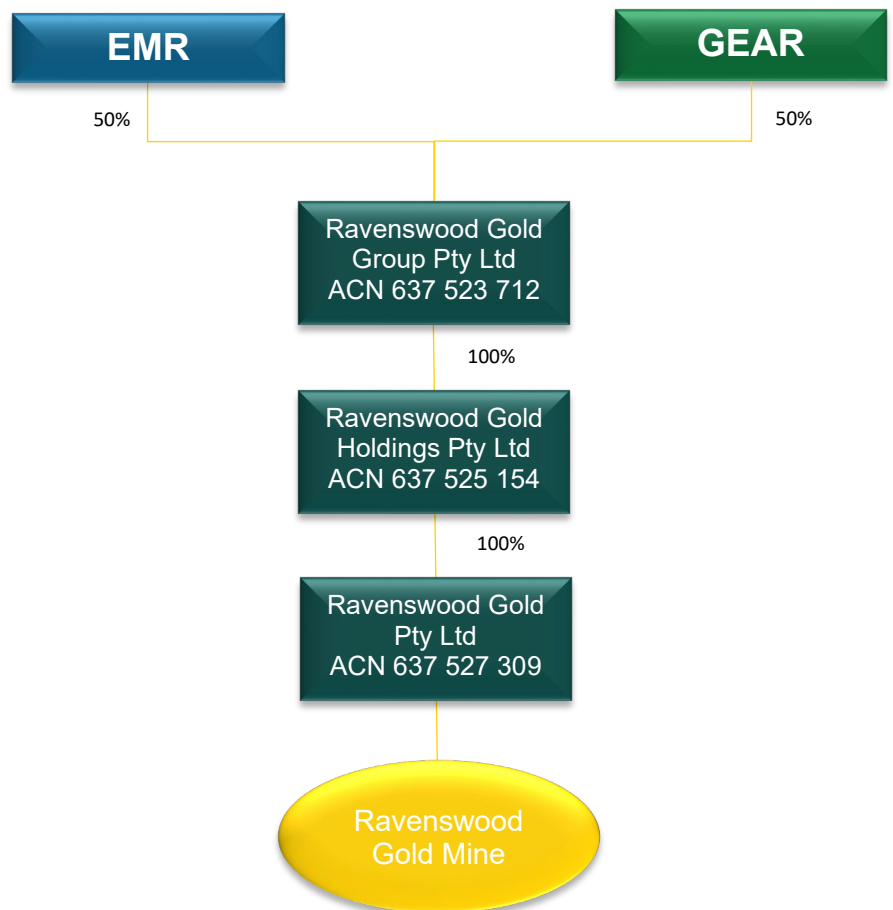 EMR
GEAR
50%
50%
Ravenswood Gold
Group Pty Ltd
ACN 637 523 712
100%
Ravenswood Gold
Holdings Pty Ltd
ACN 637 525 154
100%
Ravenswood Gold
Pty Ltd
ACN 637 527 309
Ravenswood
Gold Mine